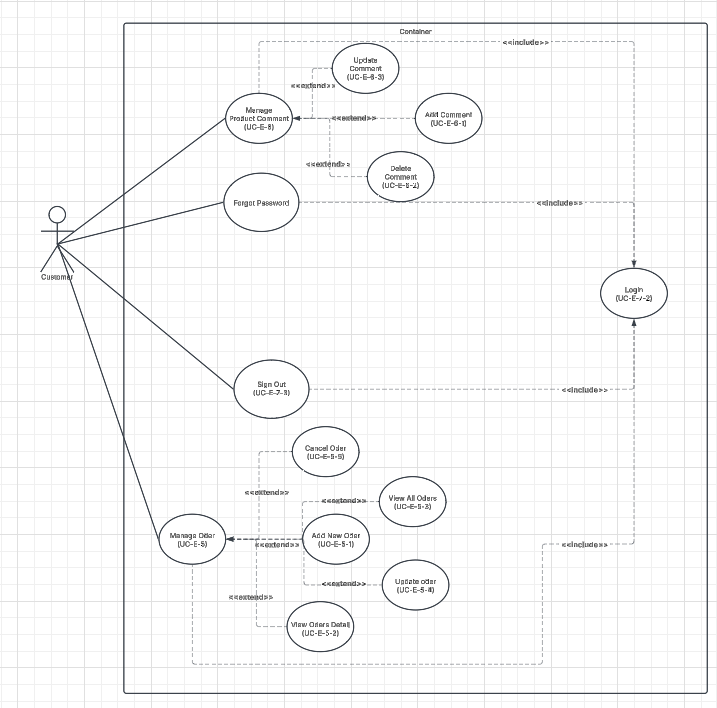 Container
<<include>>
Update
Comment
(UC-E-6-3)
<<extend>>
Manage
Product Comment
(UC-E-6)
<<extend>>
Add Comment
(UC-E-6-1)
<<extend>>
Delete
Comment
(UC-E-6-2)
Forgot Password
<<include>>
Customer
Login
(UC-E-7-2)
Sign Out
(UC-E-7-3)
<<include>>
Cancel Oder
(UC-E-5-5)
<<extend>>
<<extend>>
View All Oders
(UC-E-5-3)
Manage Oder
(UC-E-5)
<<extend>>
Add New Oder
(UC-E-5-1)
<<include>>
<<extend>>
Update oder
(UC-E-5-4)
<<extend>>
View Oders Detail
(UC-E-5-2)